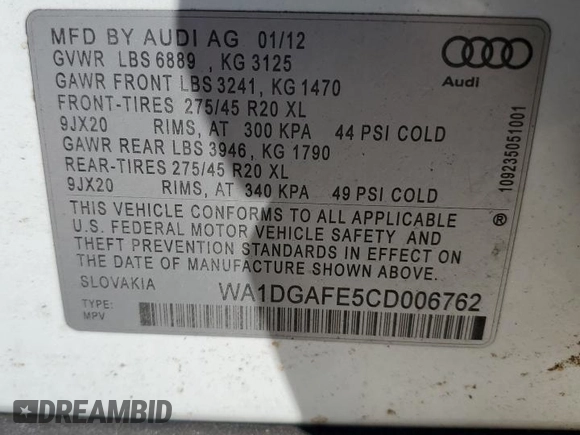 MFD BY AUDI AG 01/12
GVWR LBS 6889 , KG 3125
GAWR FRONT LBS 3241, KG 1470
FRONT-TIRES 275/45 R20 XL
9JX20 RIMS, AT 300 KPA 44 PSI COLD
GAWR REAR LBS 3946, KG 1790
REAR-TIRES 275/45 R20 XL
9JX20 RIMS, AT 340 KPA 49 PSI COLD
THIS VEHICLE CONFORMS TO ALL APPLICABLE
U.S. FEDERAL MOTOR VEHICLE SAFETY AND
THEFT PREVENTION STANDARDS IN EFFECT ON
THE DATE OF MANUFACTURE SHOWN ABOVE
SLOVAKIA WA1DGAFE5CD006762
TYPE:
MPV
Audi
109235051001
®
DREAMBID